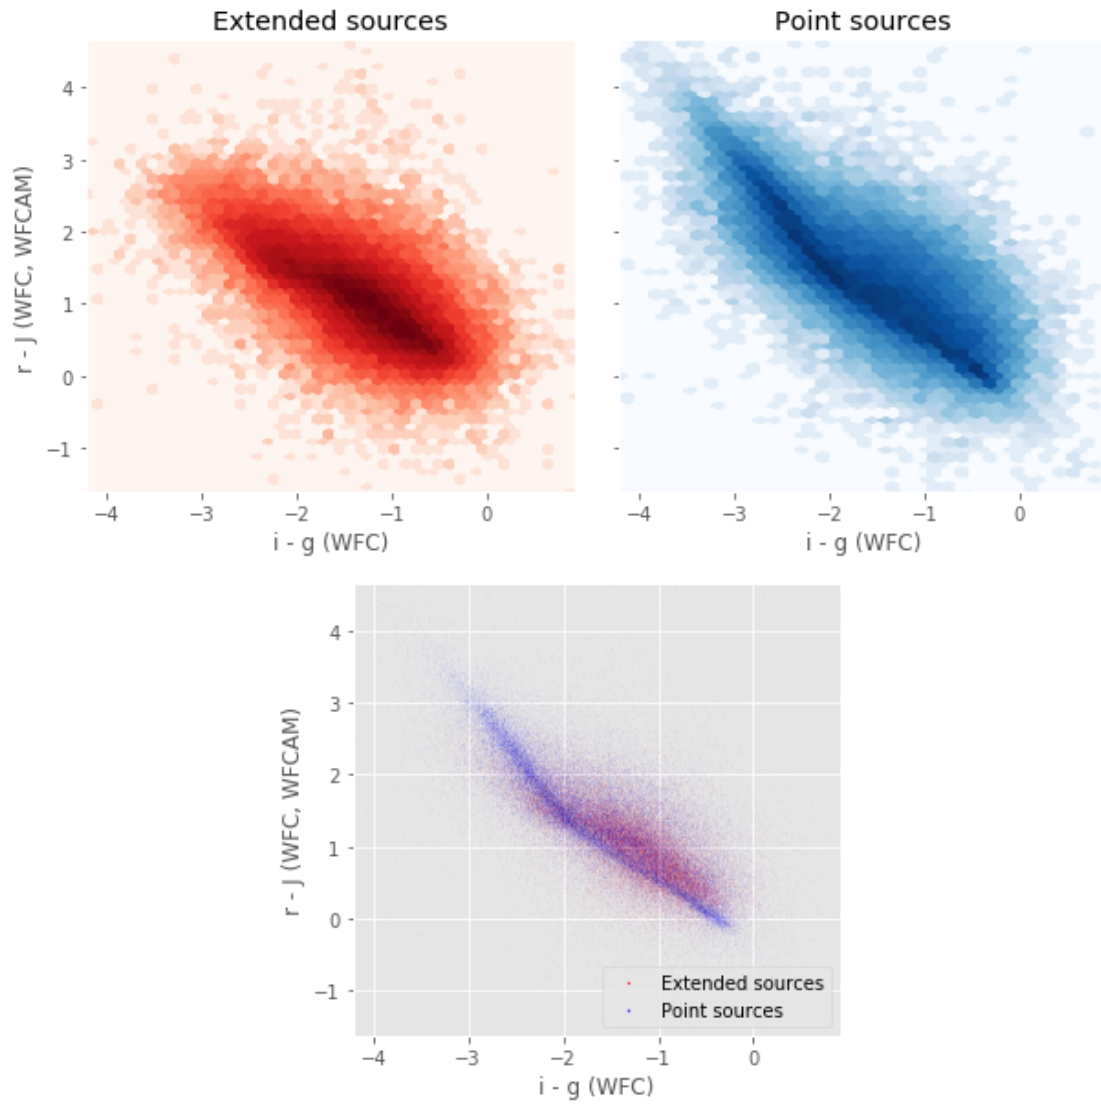 Extended sources
Point sources
4
3
2
1
0
−1
r - J (WFC, WFCAM)
−4 −3 −2 −1 0
i - g (WFC)
−4 −3 −2 −1 0
i - g (WFC)
4
3
2
1
0
−1
r - J (WFC, WFCAM)
Extended sources
Point sources
−4 −3 −2 −1 0
i - g (WFC)